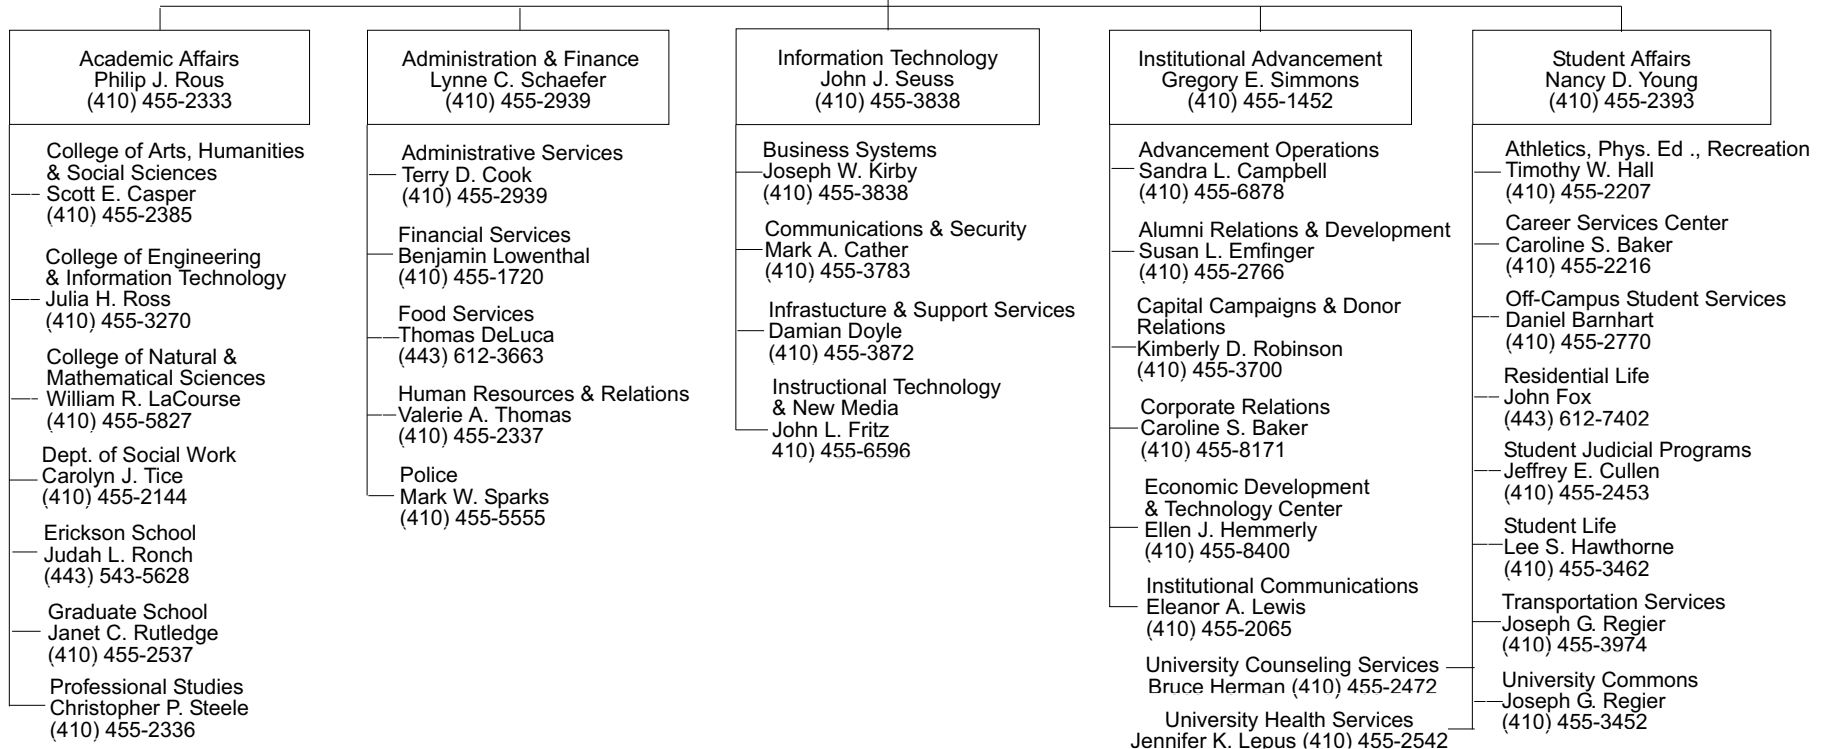 Academic Affairs
Philip J. Rous
(410) 455-2333
College of Arts, Humanities
& Social Sciences
Scott E. Casper
(410) 455-2385
College of Engineering
& Information Technology
Julia H. Ross
(410) 455-3270
College of Natural &
Mathematical Sciences
William R. LaCourse
(410) 455-5827
Dept. of Social Work
Carolyn J. Tice
(410) 455-2144
Erickson School
Judah L. Ronch
(443) 543-5628
Graduate School
Janet C. Rutledge
(410) 455-2537
Professional Studies
Christopher P. Steele
(410) 455-2336
Administration & Finance
Lynne C. Schaefer
(410) 455-2939
Administrative Services
Terry D. Cook
(410) 455-2939
Financial Services
Benjamin Lowenthal
(410) 455-1720
Food Services
Thomas DeLuca
(443) 612-3663
Human Resources & Relations
Valerie A. Thomas
(410) 455-2337
Police
Mark W. Sparks
(410) 455-5555
Information Technology
John J. Seuss
(410) 455-3838
Business Systems
Joseph W. Kirby
(410) 455-3838
Communications & Security
Mark A. Cather
(410) 455-3783
Infrastucture & Support Services
Damian Doyle
(410) 455-3872
Instructional Technology
& New Media
John L. Fritz
410) 455-6596
Institutional Advancement
Gregory E. Simmons
(410) 455-1452
Advancement Operations
Sandra L. Campbell
(410) 455-6878
Alumni Relations & Development
Susan L. Emfinger
(410) 455-2766
Capital Campaigns & Donor
Relations
Kimberly D. Robinson
(410) 455-3700
Corporate Relations
Caroline S. Baker
(410) 455-8171
Economic Development
& Technology Center
Ellen J. Hemmerly
(410) 455-8400
Institutional Communications
Eleanor A. Lewis
(410) 455-2065
University Counseling Services
Bruce Herman (410) 455-2472
University Health Services
Jennifer K. Lepus (410) 455-2542
Student Affairs
Nancy D. Young
(410) 455-2393
Athletics, Phys. Ed ., Recreation
Timothy W. Hall
(410) 455-2207
Career Services Center
Caroline S. Baker
(410) 455-2216
Off-Campus Student Services
Daniel Barnhart
(410) 455-2770
Residential Life
John Fox
(443) 612-7402
Student Judicial Programs
Jeffrey E. Cullen
(410) 455-2453
Student Life
Lee S. Hawthorne
(410) 455-3462
Transportation Services
Joseph G. Regier
(410) 455-3974
University Commons
Joseph G. Regier
(410) 455-3452